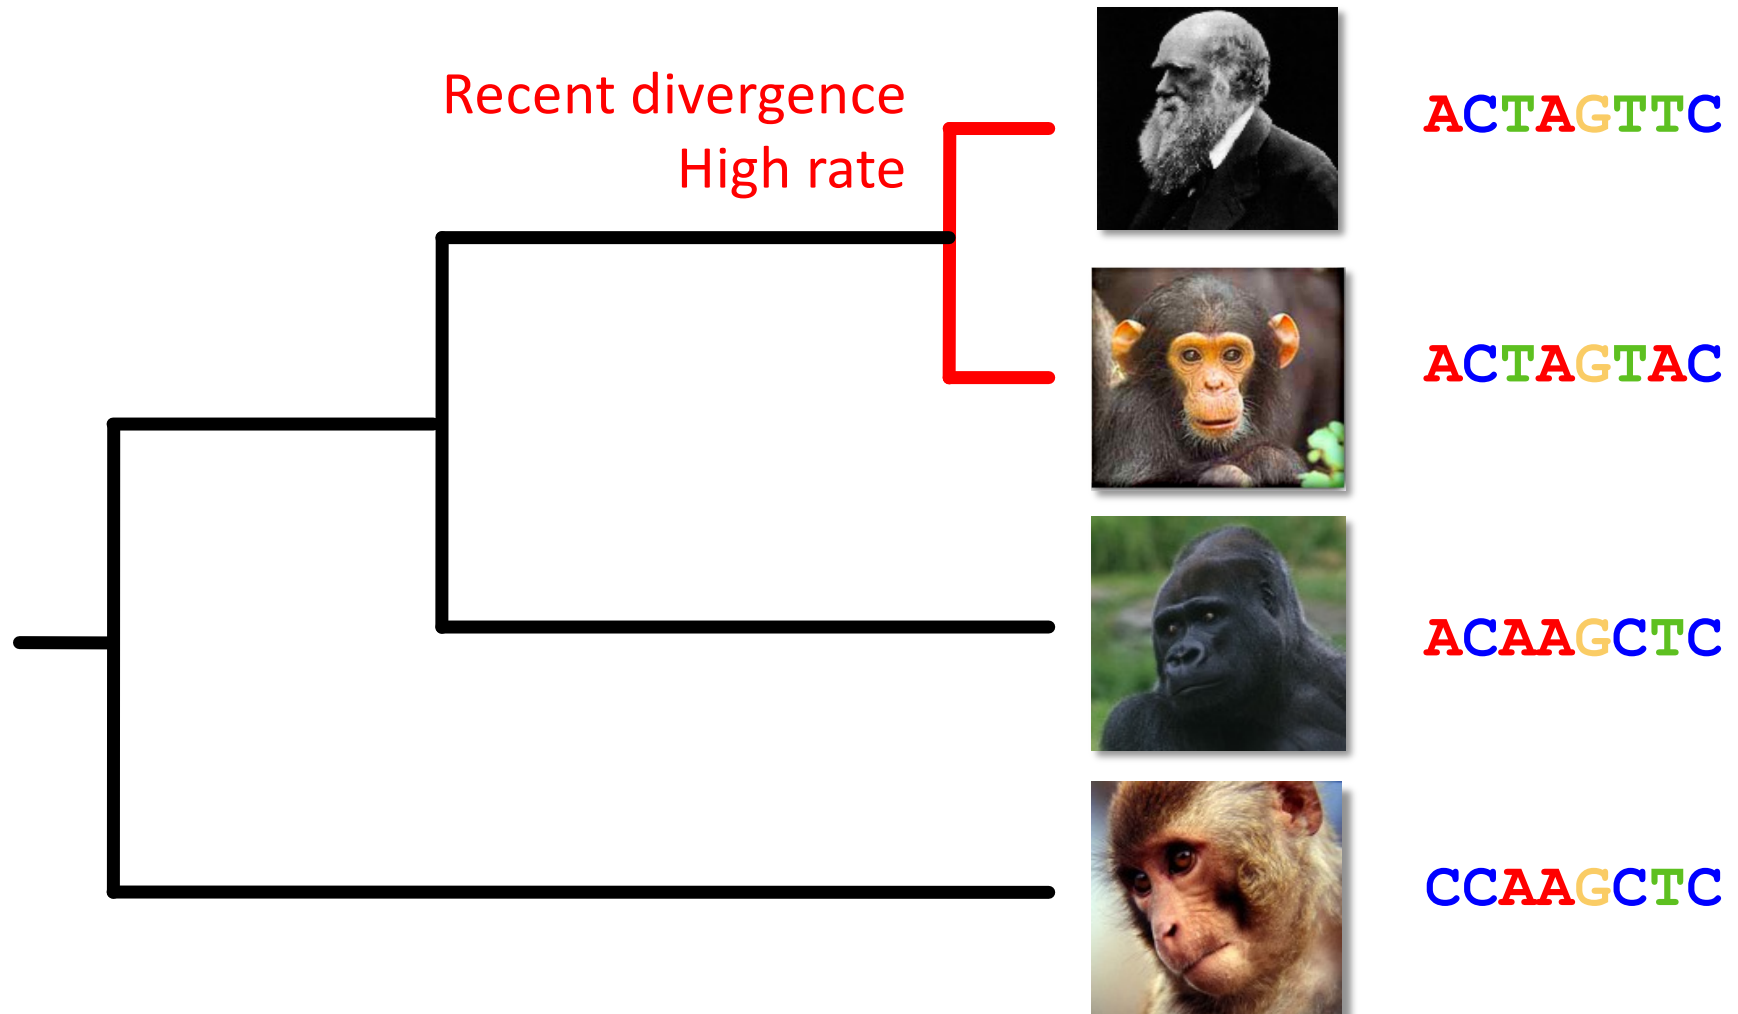 Recent divergence
High rate
ACTAGTTC
ACTAGTAC
ACAAGCTC
CCAAGCTC